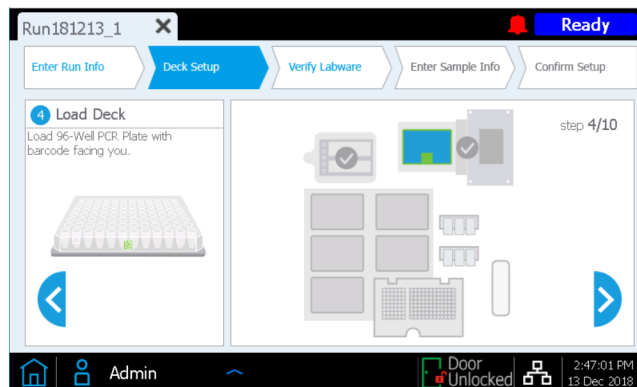 Run181213_1
Ready
Enter Run Info
Deck Setup
Verify Labware
Enter Sample Info
Confirm Setup
4 Load Deck
Load 96-Well PCR Plate with
barcode facing you.
step 4/10
Admin
Door
Unlocked
2:47:01 PM
13 Dec 2018